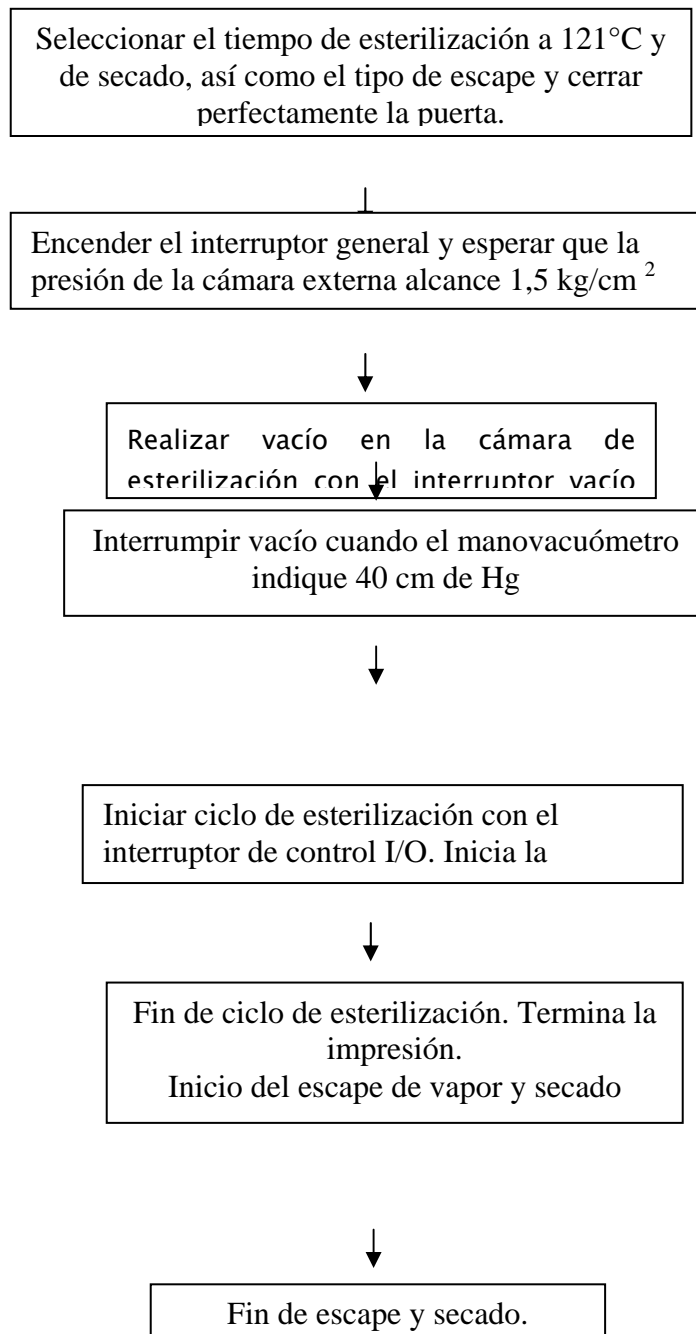 Seleccionar el tiempo de esterilización a 121°C y
de secado, así como el tipo de escape y cerrar
perfectamente la puerta.
Encender el interruptor general y esperar que la
presión de la cámara externa alcance 1,5 kg/cm ²
Realizar vacío en la cámara de
esterilización con el interruptor vacío
Interrumpir vacío cuando el manovacuómetro
indique 40 cm de Hg
Iniciar ciclo de esterilización con el
interruptor de control I/O. Inicia la
Fin de ciclo de esterilización. Termina la
impresión.
Inicio del escape de vapor y secado
Fin de escape y secado.